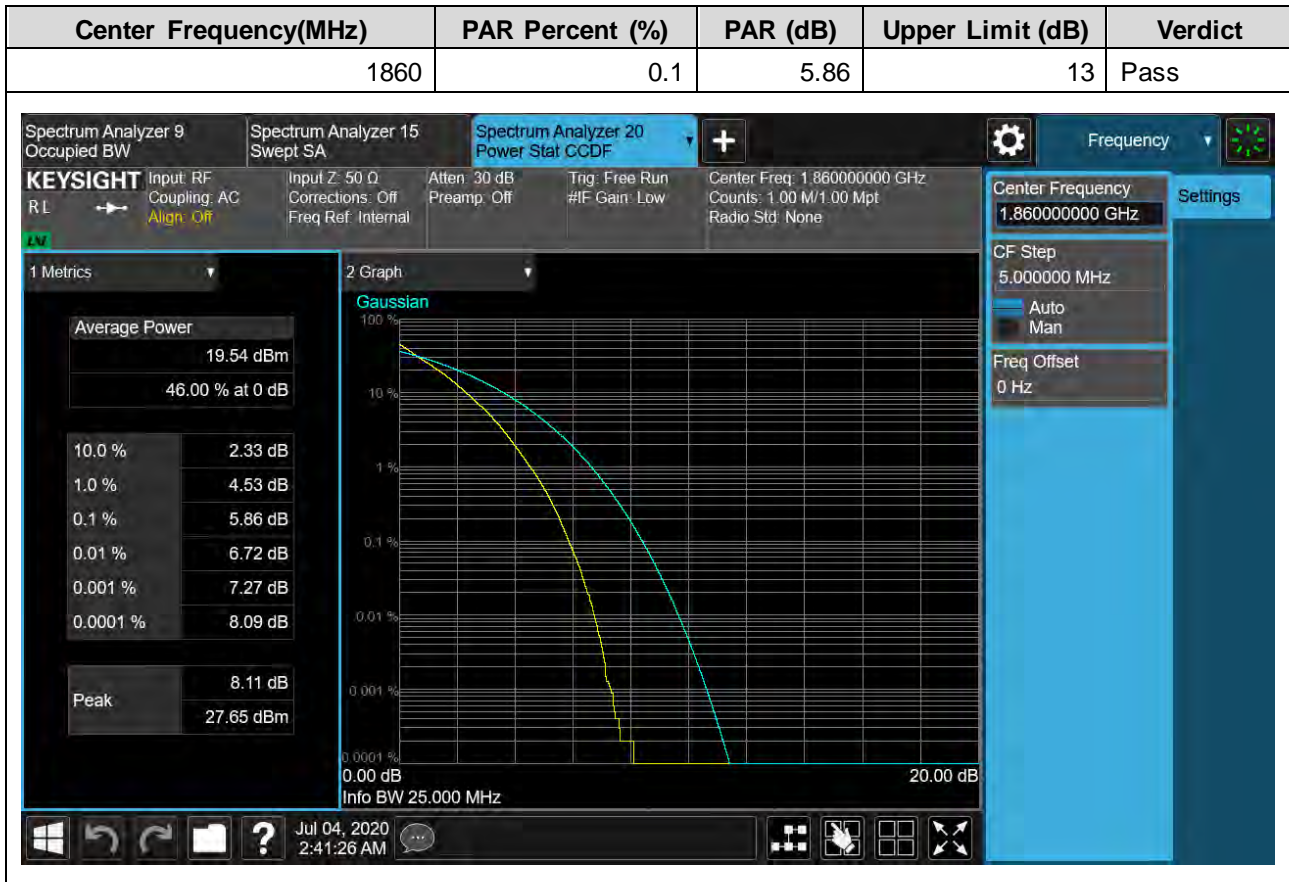 Center Frequency(MHz) PAR Percent (%) PAR (dB) Upper Limit (dB) Verdict
1860 0.1 5.86 13 Pass
Spectrum Analyzer 9
Occupied BW
Spectrum Analyzer 15
Swept SA
Spectrum Analyzer 20
Power Stat CCDF
Frequency
KEYSIGHT
RL
Input: RF
Coupling: AC
Align: Off
Input Z: 50 Ω
Corrections: Off
Freq Ref: Internal
Atten: 30 dB
Preamp: Off
Trig: Free Run
#IF Gain: Low
Center Freq: 1.860000000 GHz
Counts: 1.00 M/1.00 Mpt
Radio Std: None
Center Frequency
1.860000000 GHz
Settings
CF Step
5.000000 MHz
Auto
Man
Freq Offset
0 Hz
1 Metrics
Average Power
19.54 dBm
46.00 % at 0 dB
10.0 % 2.33 dB
1.0 % 4.53 dB
0.1 % 5.86 dB
0.01 % 6.72 dB
0.001 % 7.27 dB
0.0001 % 8.09 dB
Peak
8.11 dB
27.65 dBm
2 Graph
Gaussian
100 %
10 %
1 %
0.1 %
0.01 %
0.001 %
0.0001 %
0.00 dB 20.00 dB
Info BW 25.000 MHz
Jul 04, 2020
2:41:26 AM